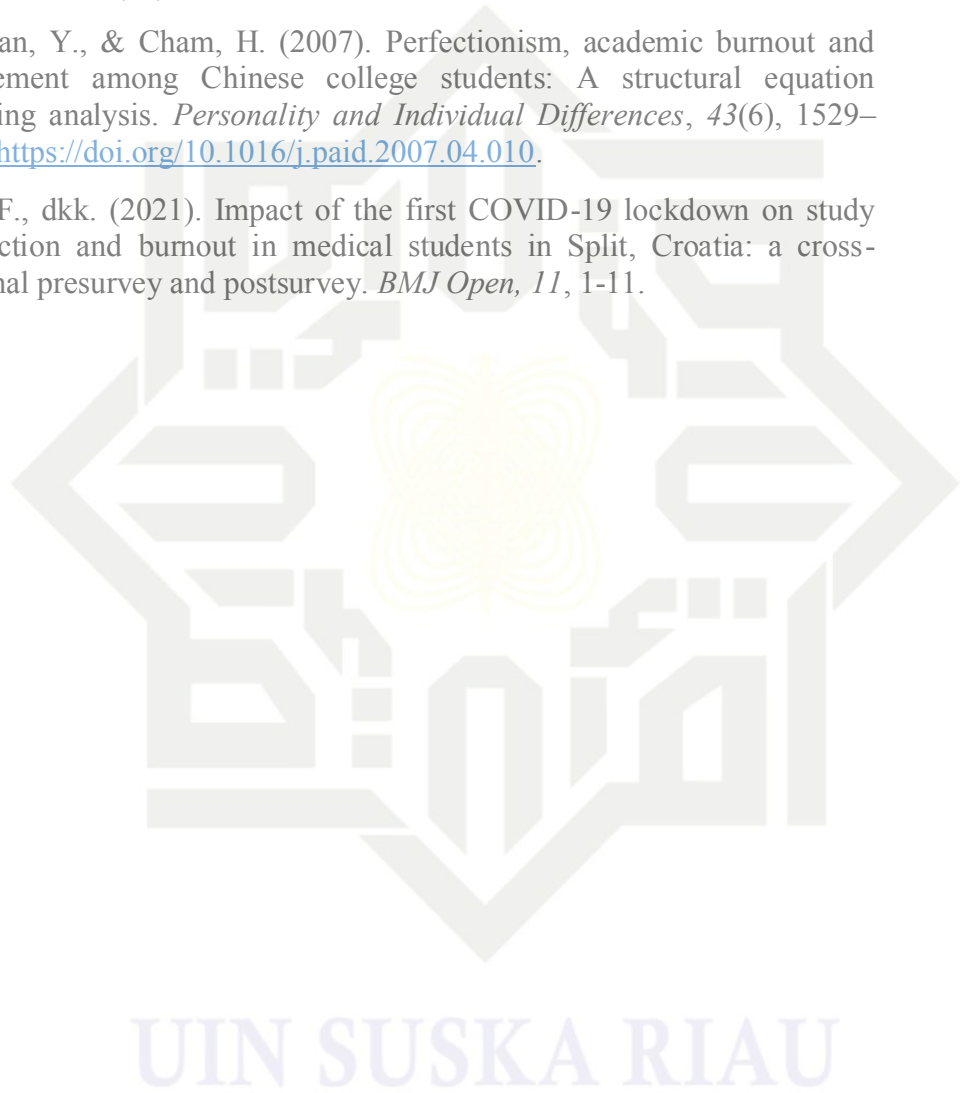 an, Y., & Cham, H. (2007). Perfectionism, academic burnout and
ement among Chinese college students: A structural equation
ing analysis. Personality and Individual Differences, 43(6), 1529–
https://doi.org/10.1016/j.paid.2007.04.010.
F., dkk. (2021). Impact of the first COVID-19 lockdown on study
ction and burnout in medical students in Split, Croatia: a cross-
nal presurvey and postsurvey. BMJ Open, 11, 1-11.
UIN SUSKA RIAU